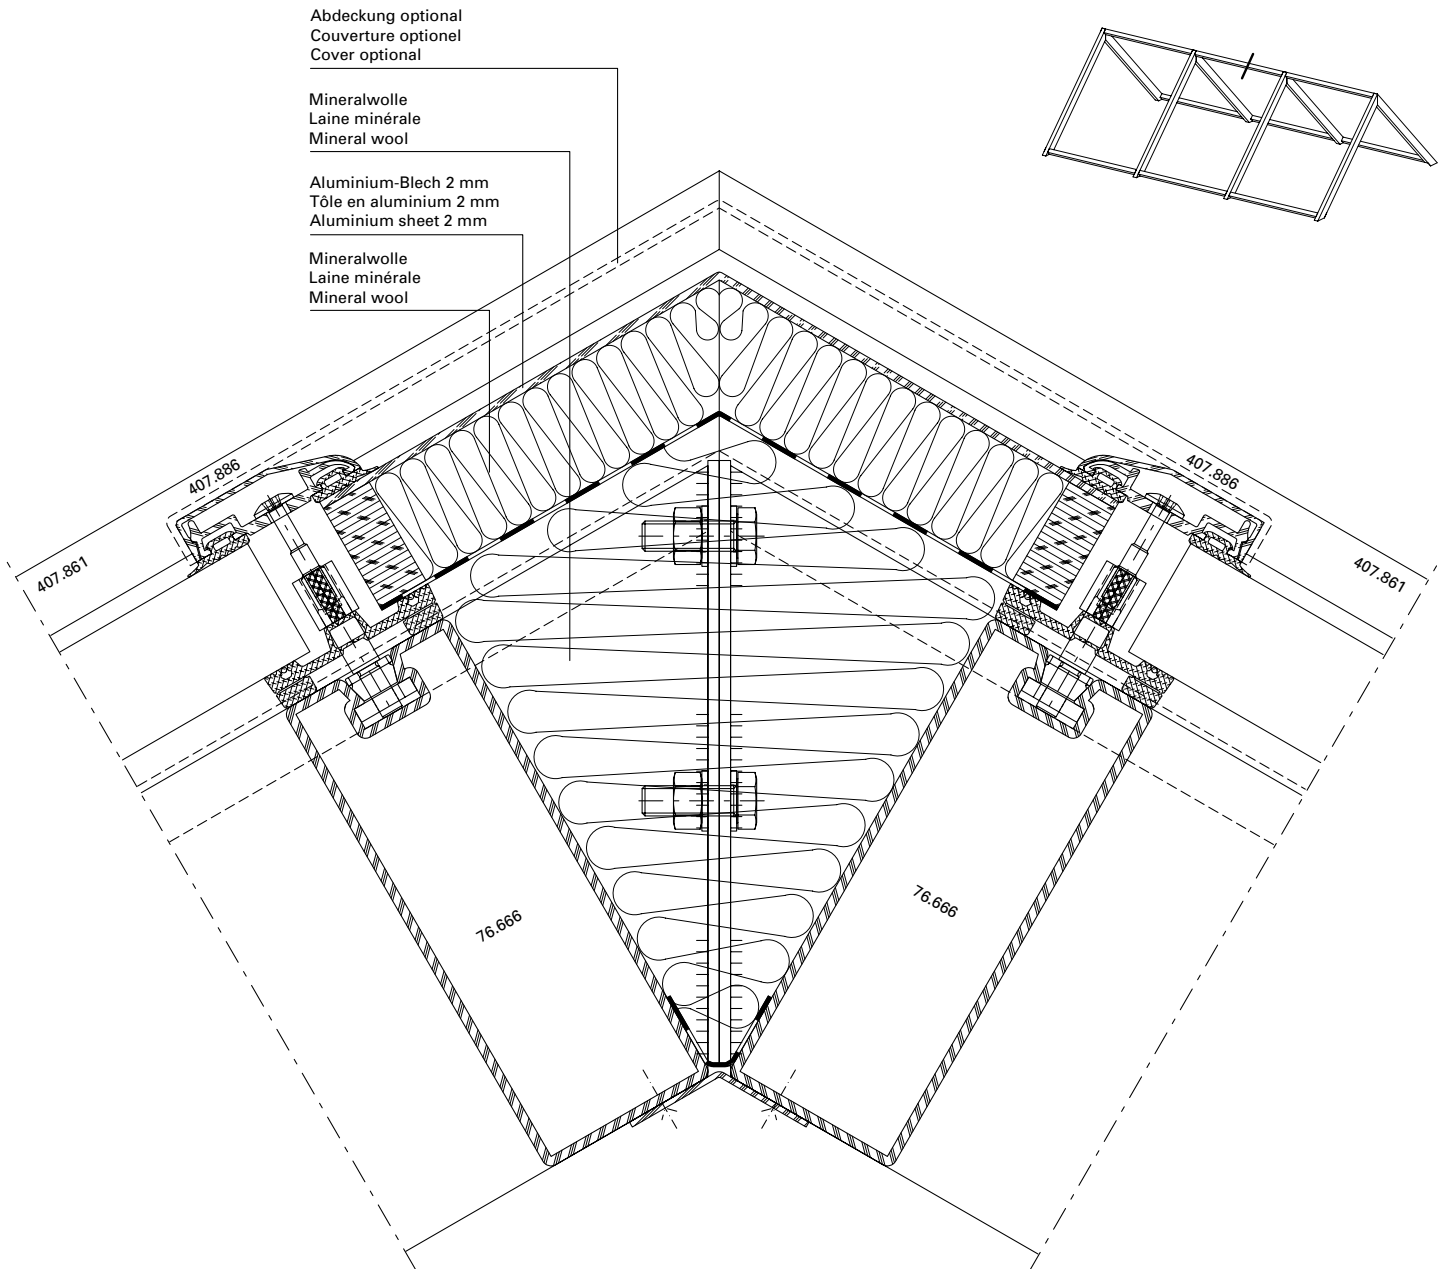 Abdeckung optional
Couverture optionel
Cover optional
Mineralwolle
Laine minérale
Mineral wool
Aluminium-Blech 2 mm
Tôle en aluminium 2 mm
Aluminium sheet 2 mm
Mineralwolle
Laine minérale
Mineral wool
407.886
407.886
407.861
407.861
76.666
76.666